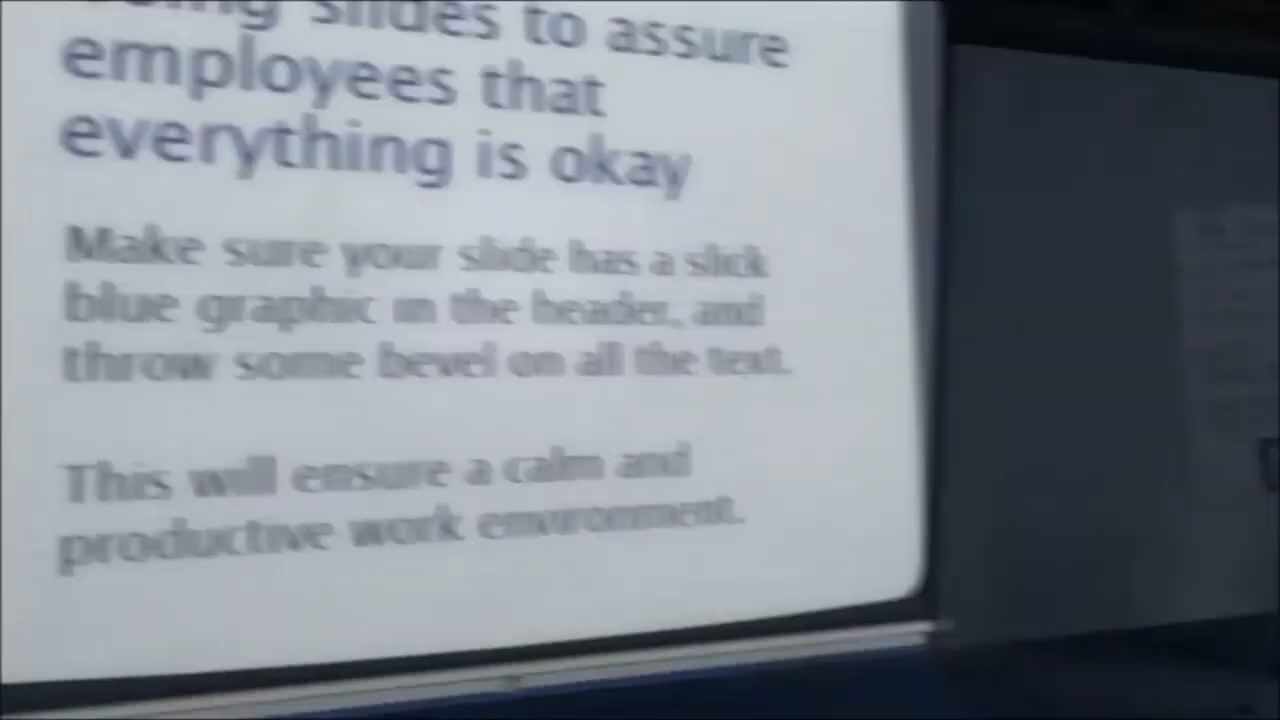 slides to assure
employees that
everything is okay
Make sure your slide has a slick
blue graphic in the header, and
throw some bevel on all the text.
This will ensure a calm and
productive work environment.